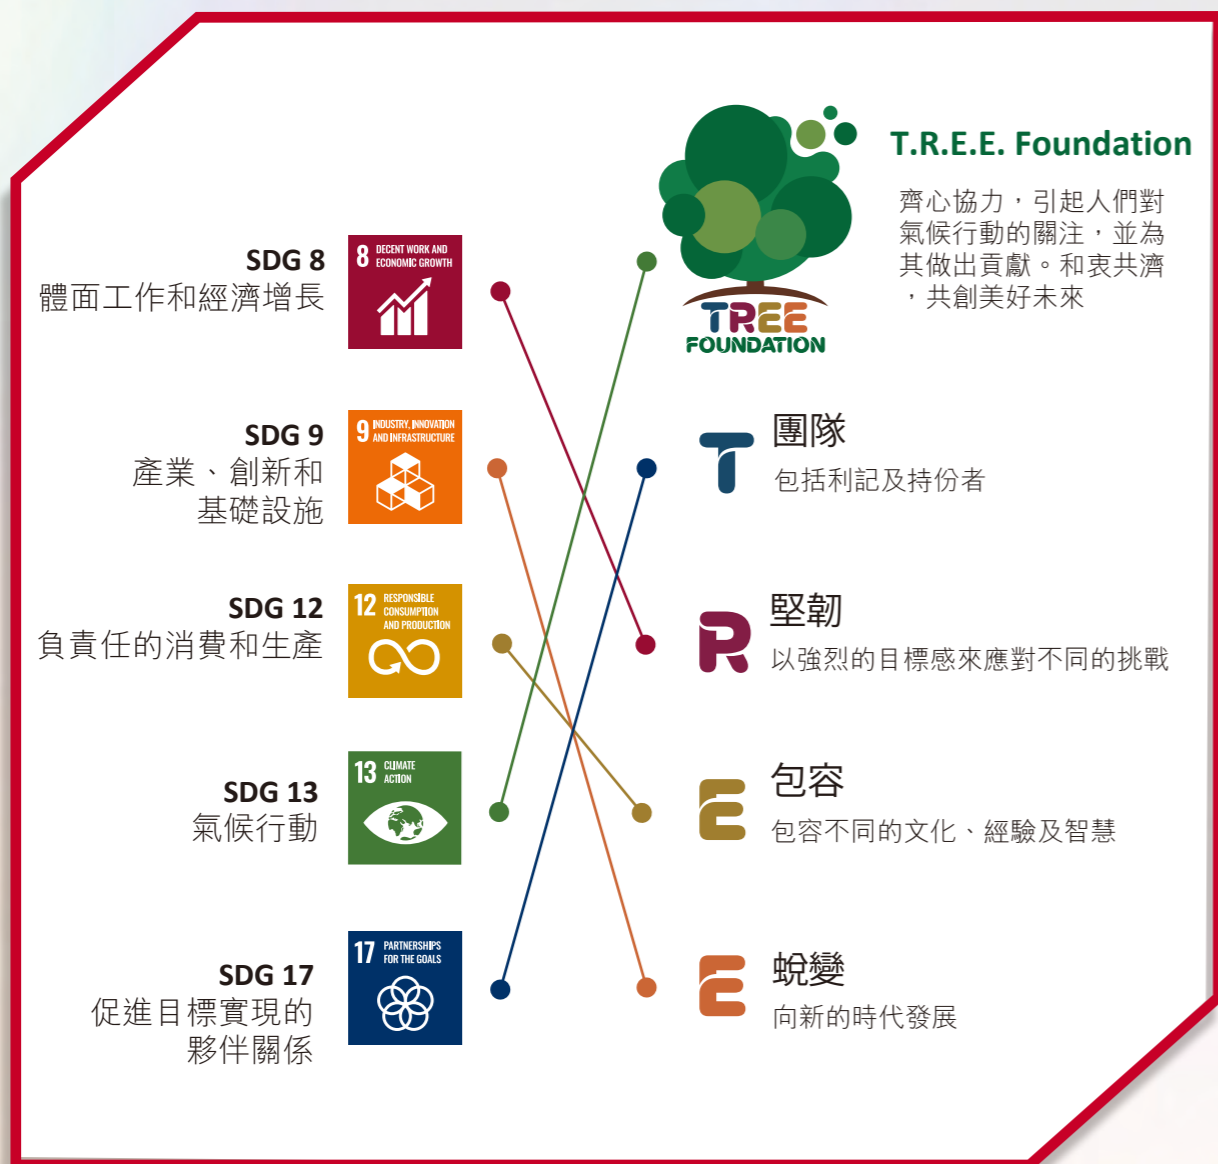 T.R.E.E. Foundation
齊心協力，引起人們對
氣候行動的關注，並為
其做出貢獻。和衷共濟
，共創美好未來
TREE
FOUNDATION
SDG 8
體面工作和經濟增長
8 DECENT WORK AND
ECONOMIC GROWTH
SDG 9
產業、創新和
基礎設施
9 INDUSTRY, INNOVATION
AND INFRASTRUCTURE
T 團隊
包括利記及持份者
SDG 12
負責任的消費和生產
12 RESPONSIBLE
CONSUMPTION
AND PRODUCTION
R 堅韌
以強烈的目標感來應對不同的挑戰
SDG 13
氣候行動
13 CLIMATE
ACTION
E 包容
包容不同的文化、經驗及智慧
SDG 17
促進目標實現的
夥伴關係
17 PARTNERSHIPS
FOR THE GOALS
E 蛻變
向新的時代發展